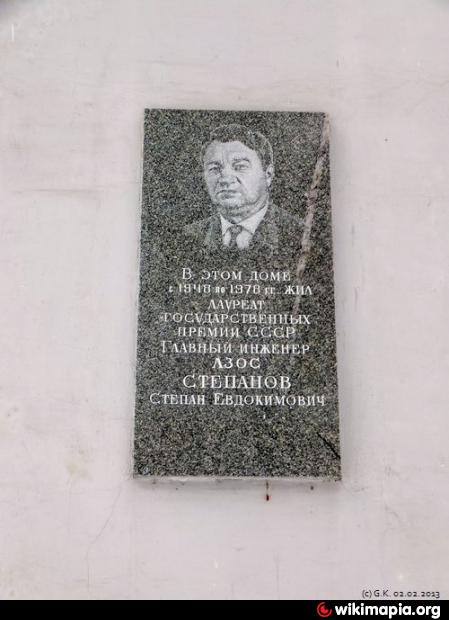 В этом доме
с 1948 по 1978 гг. жил
лауреат
государственных
премий СССР
Главный инженер
ЛЗОС
СТЕПАНОВ
Степан Евдокимович
(c) G.K. 02.02.2013
wikimapia.org